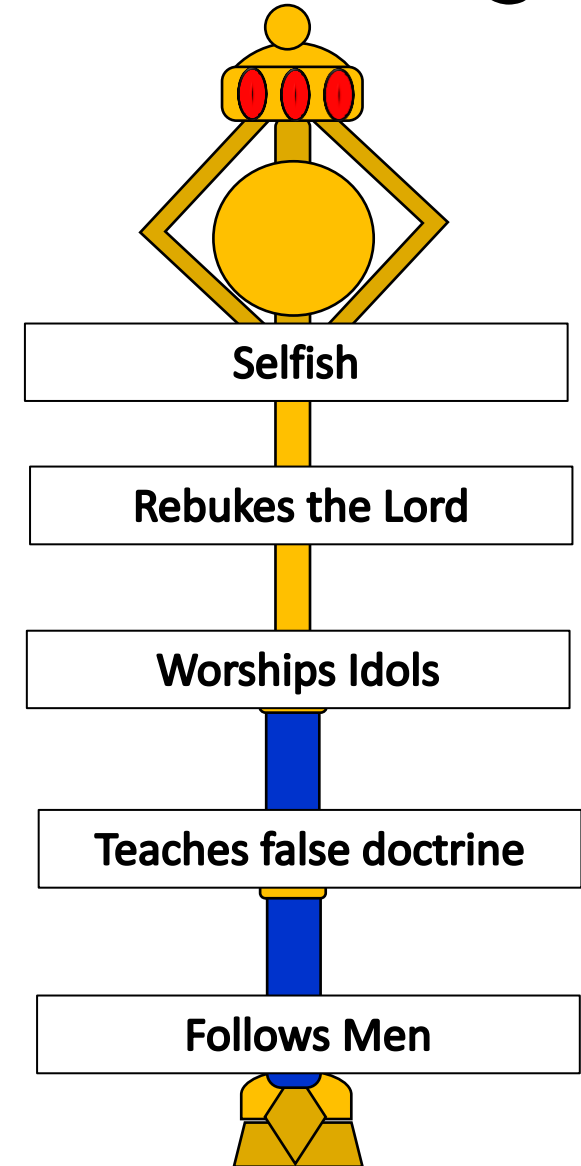 Selfish
Rebukes the Lord
Worships Idols
Teaches false doctrine
Follows Men